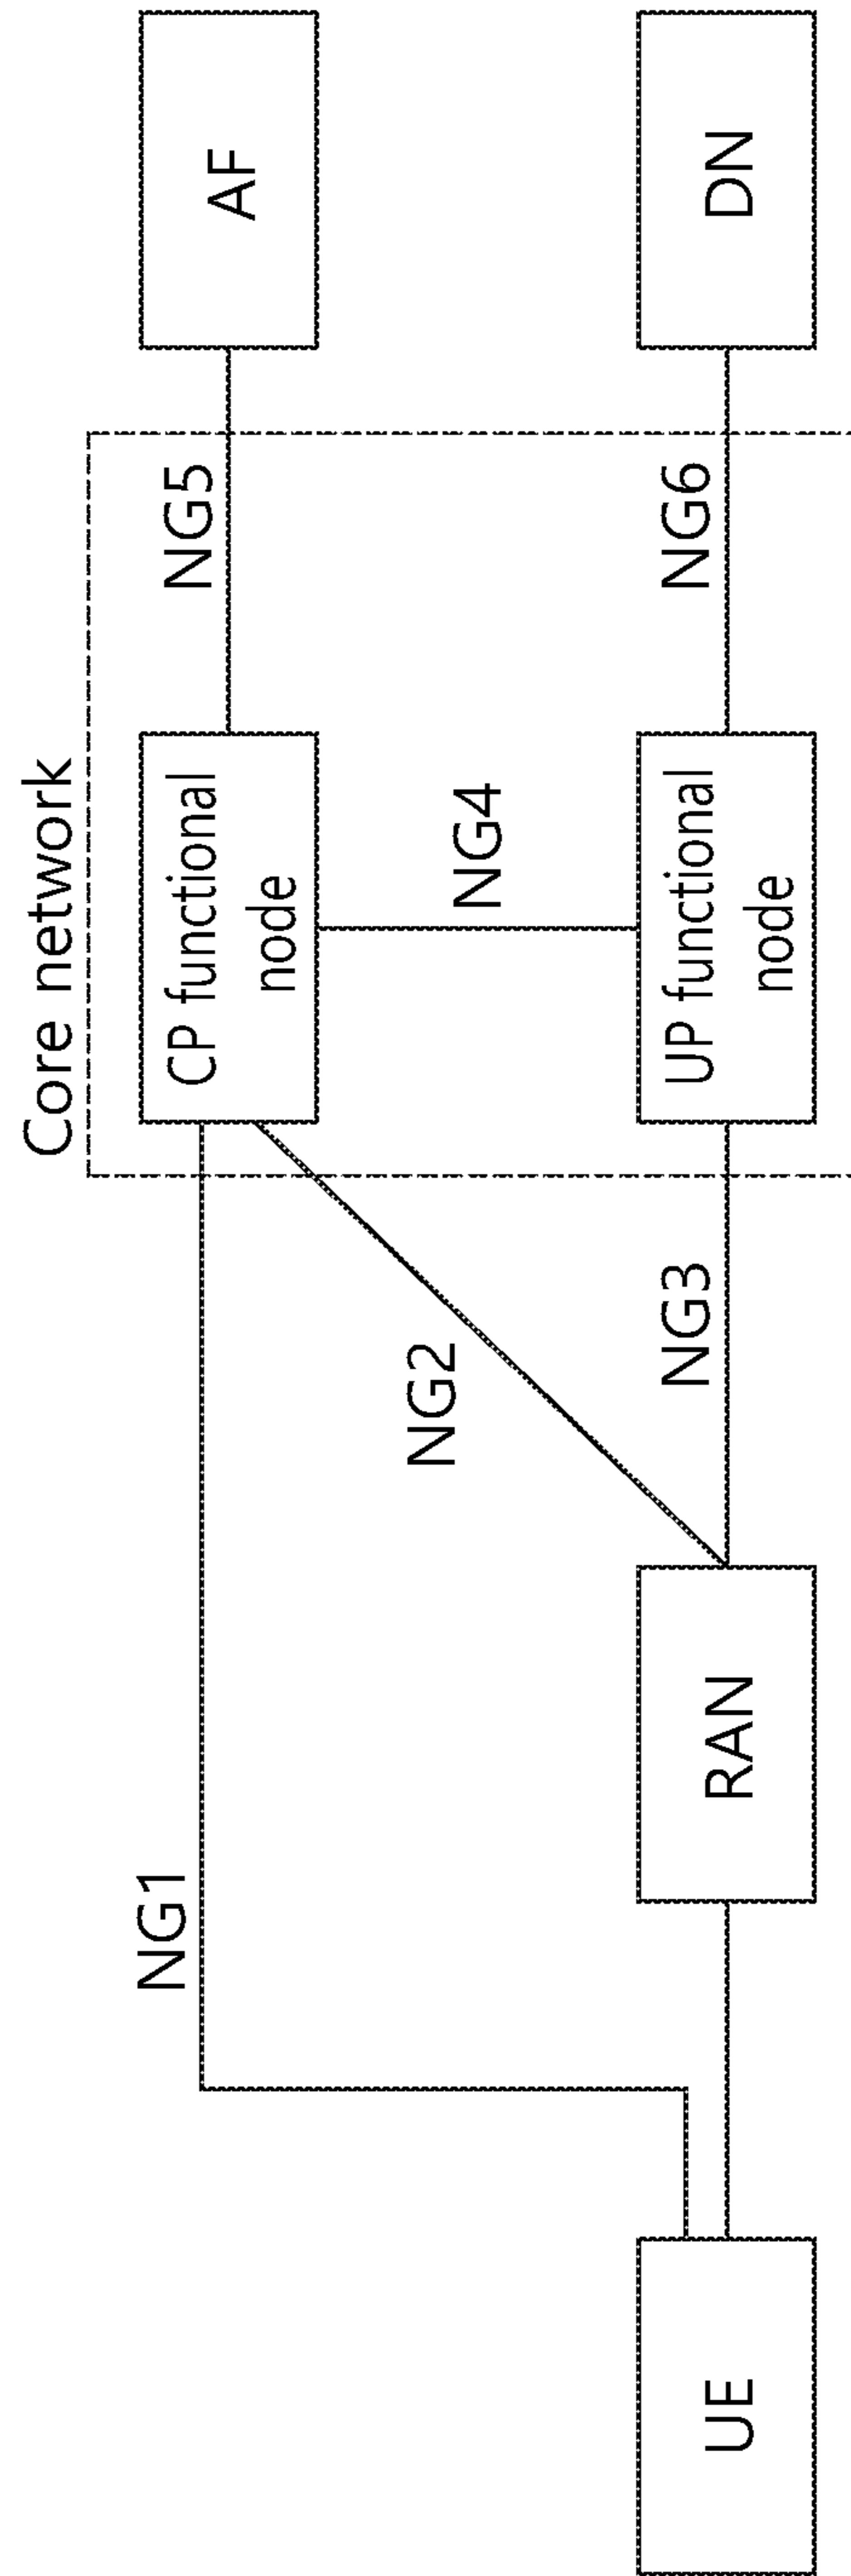 Core network
CP functional
node
AF
NG1
NG5
NG2
NG4
UE
RAN
NG3
UP functional
node
NG6
DN